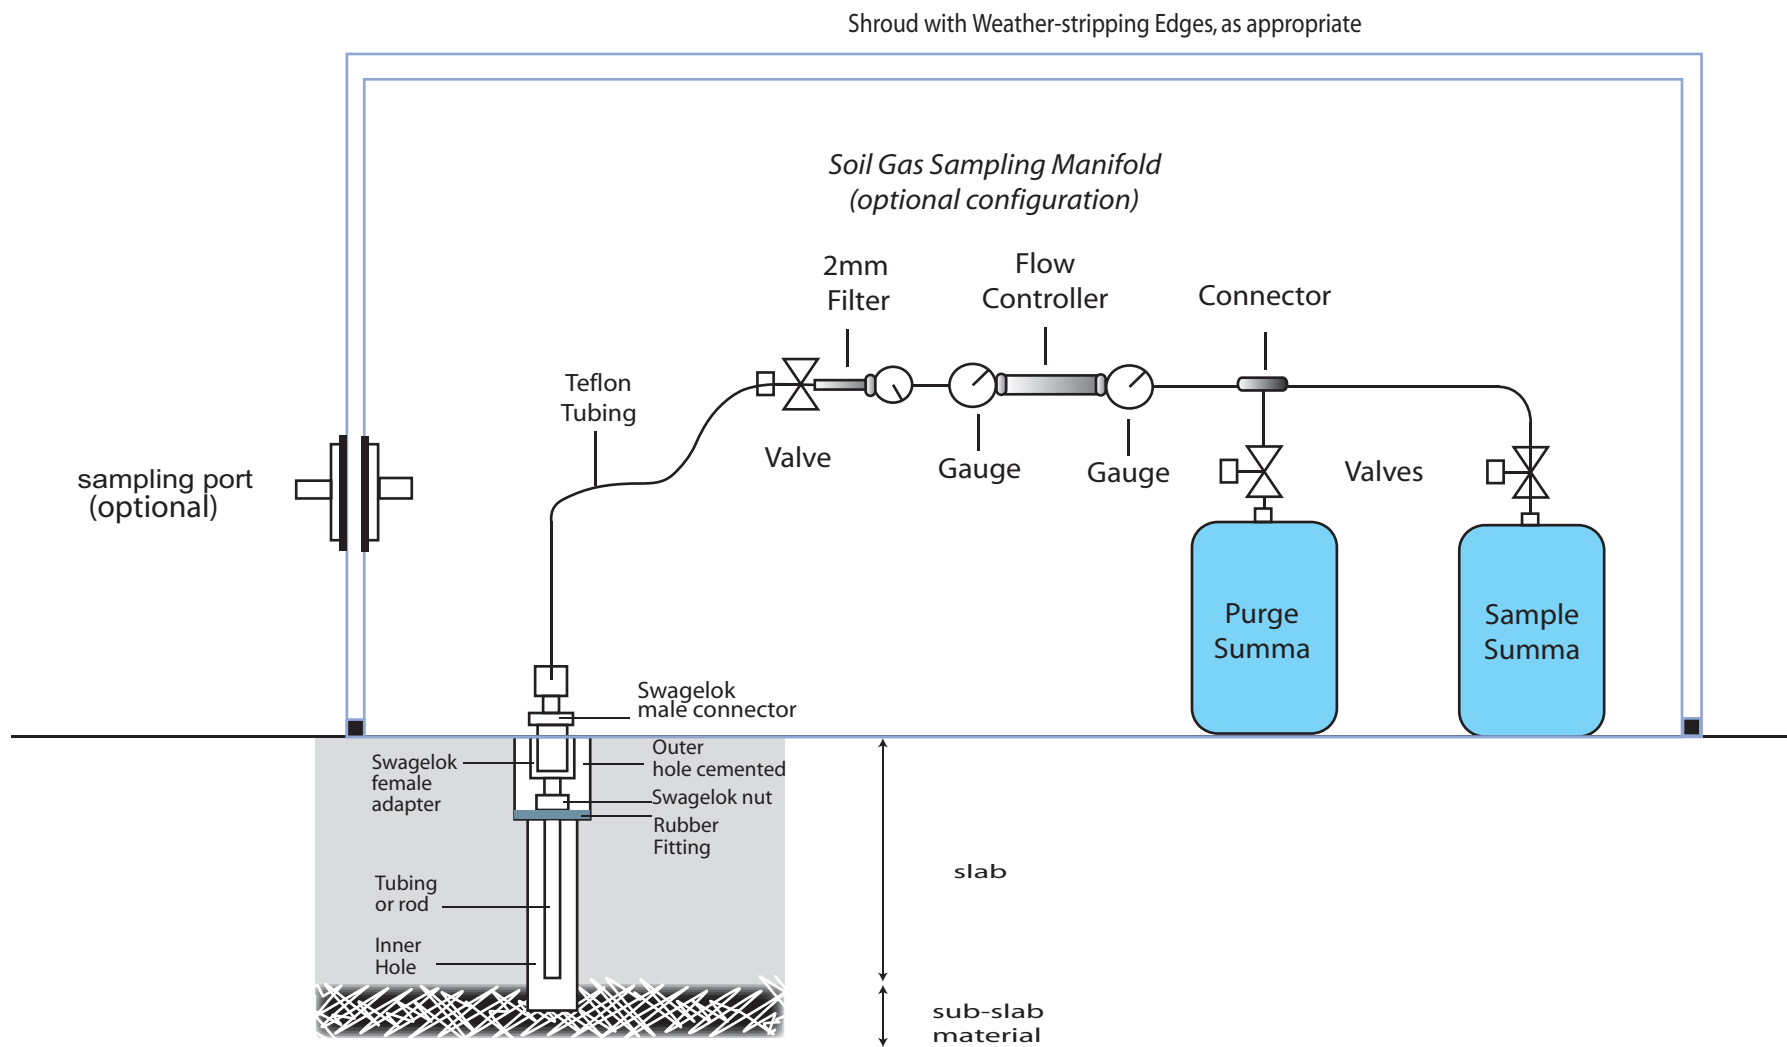 Shroud with Weather-stripping Edges, as appropriate
Soil Gas Sampling Manifold
(optional configuration)
2mm
Filter
Flow
Controller
Connector
Teflon
Tubing
Valve
Gauge
Gauge
Valves
sampling port
(optional)
Purge
Summa
Sample
Summa
Swagelok
male connector
Swagelok
female
adapter
Outer
hole cemented
Swagelok nut
Rubber
Fitting
Tubing
or rod
Inner
Hole
slab
sub-slab
material